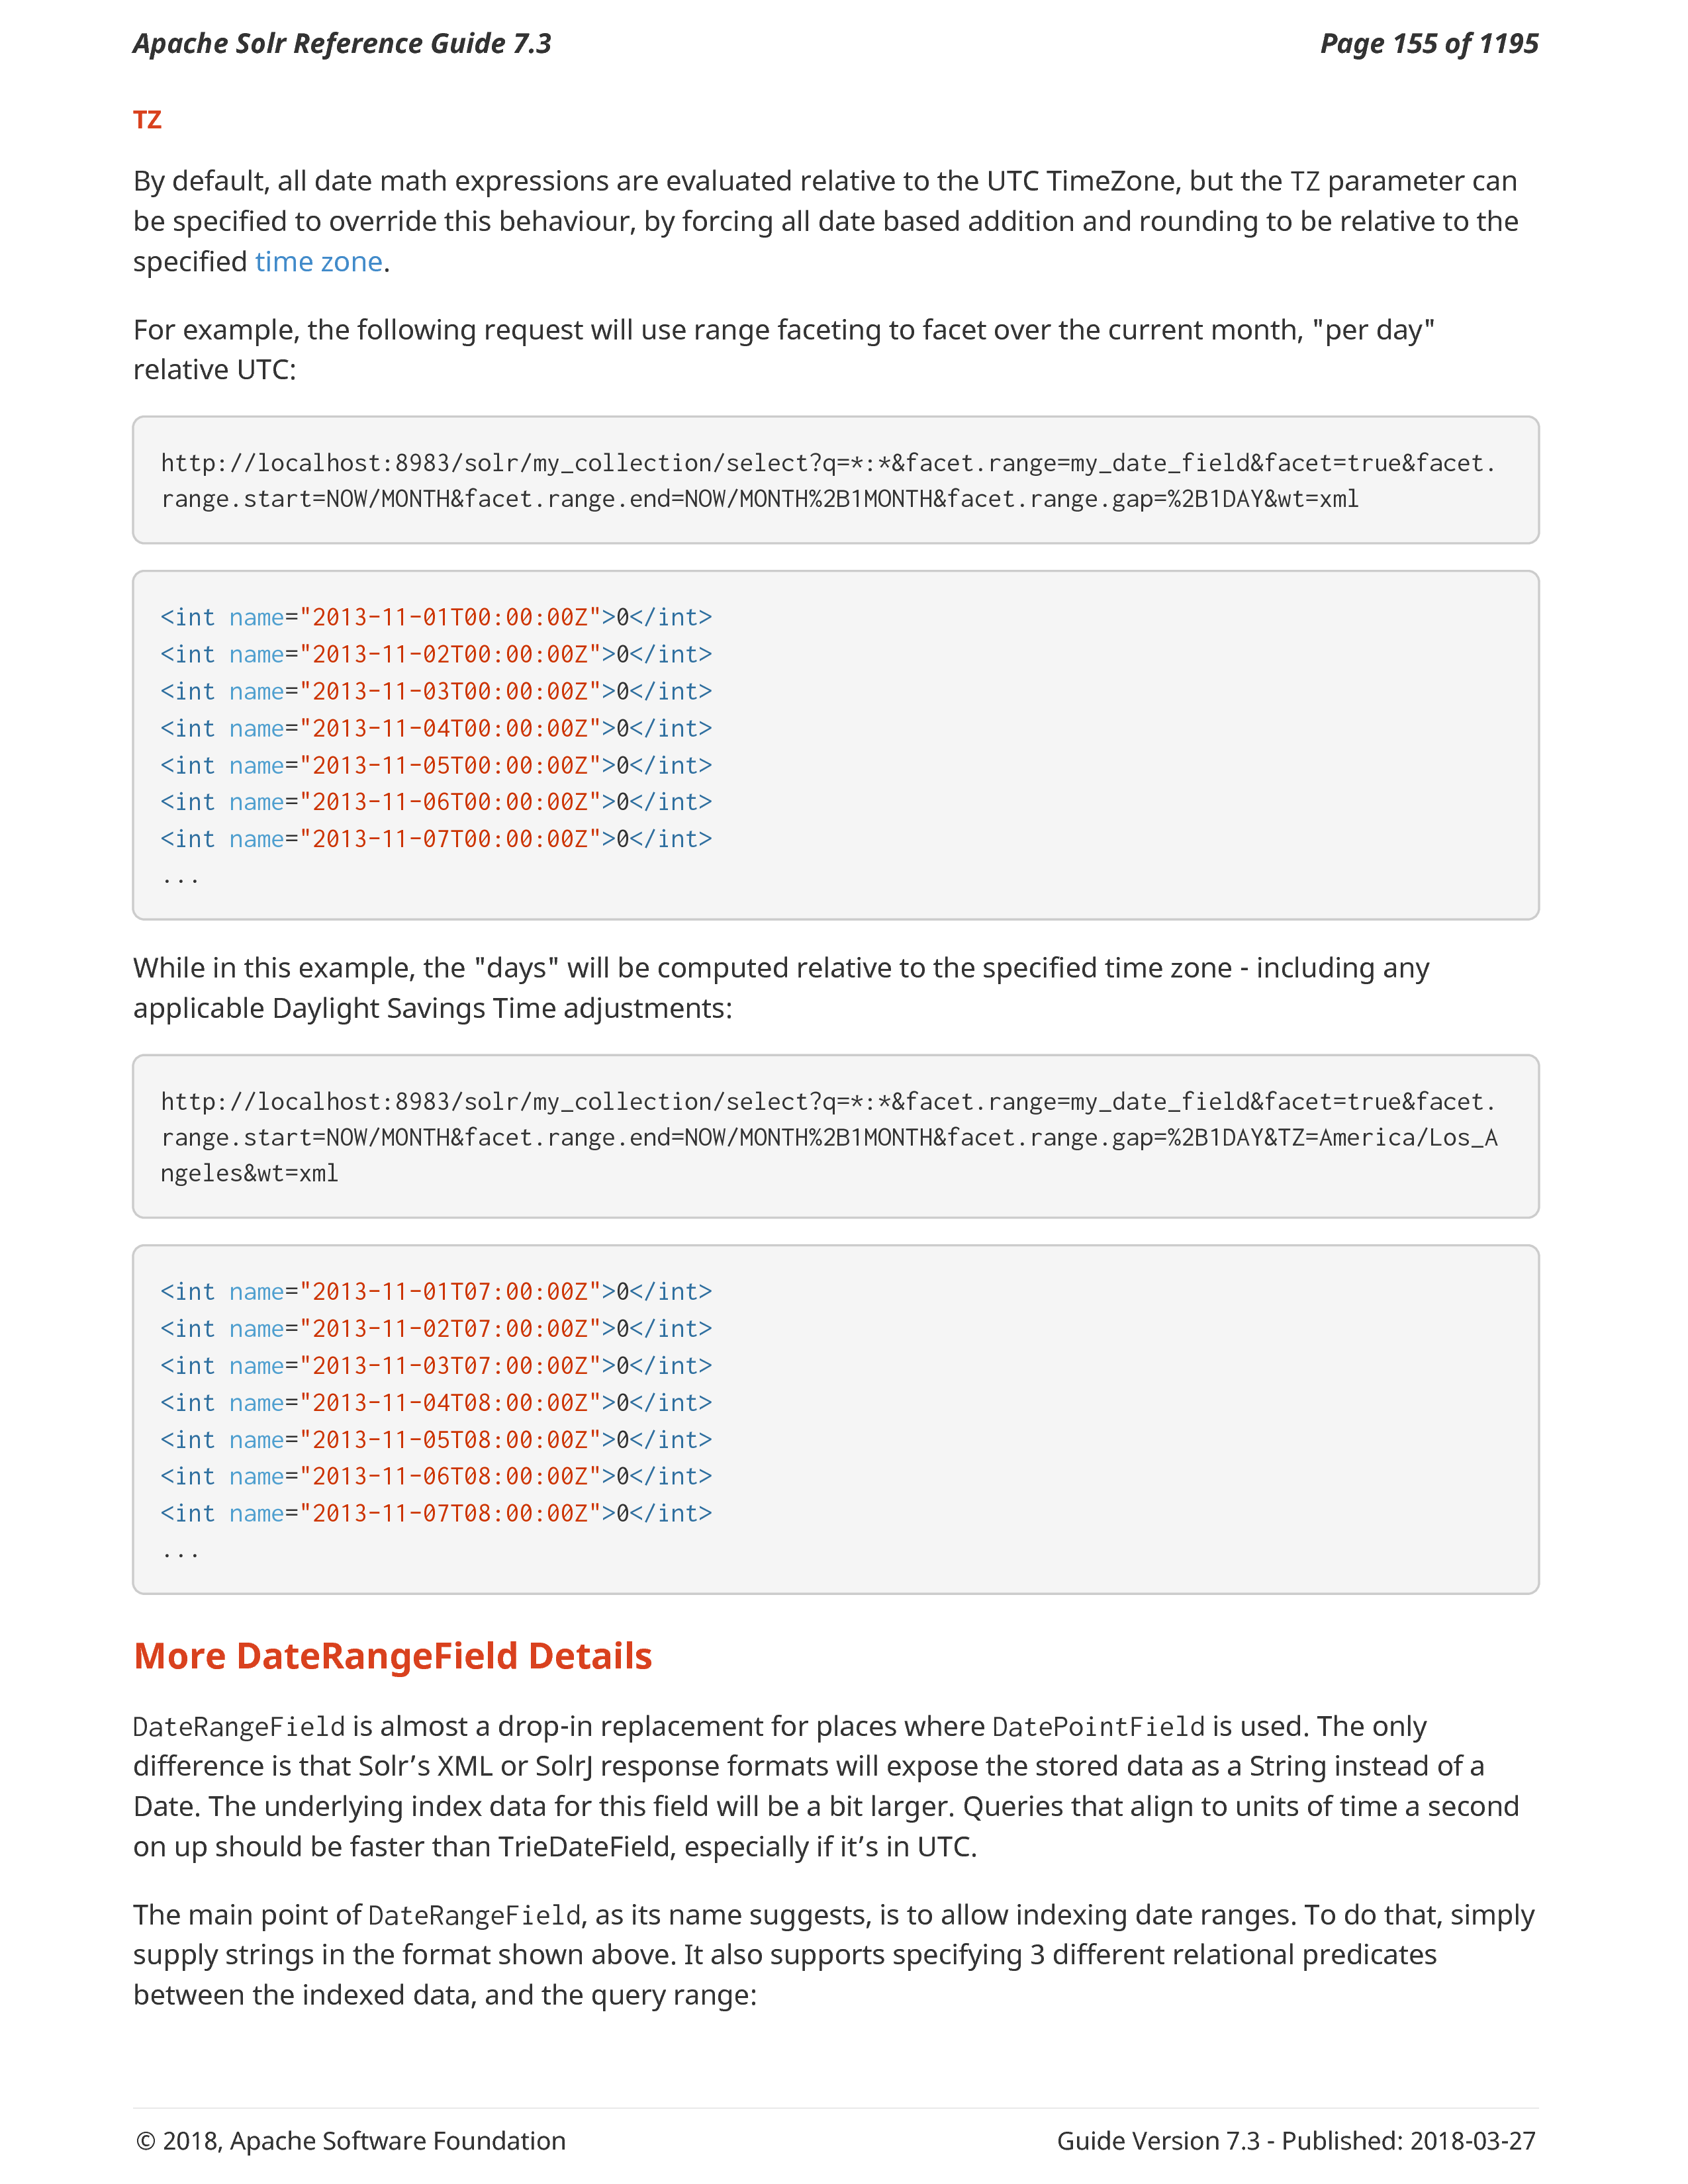 Apache Solr Reference Guide 7.3
Page 155 of 1195
TZ
By default, all date math expressions are evaluated relative to the UTC TimeZone, but the TZ parameter can
be specified to override this behaviour, by forcing all date based addition and rounding to be relative to the
specified time zone.
For example, the following request will use range faceting to facet over the current month, "per day"
relative UTC:
http://localhost:8983/solr/my_collection/select?q=*:*&facet.range=my_date_field&facet=true&facet.
range.start=NOW/MONTH&facet.range.end=NOW/MONTH%2B1MONTH&facet.range.gap=%2B1DAY&wt=xml
<int name="2013-11-01T00:00:00Z">0</int>
<int name="2013-11-02T00:00:00Z">0</int>
<int name="2013-11-03T00:00:00Z">0</int>
<int name="2013-11-04T00:00:00Z">0</int>
<int name="2013-11-05T00:00:00Z">0</int>
<int name="2013-11-06T00:00:00Z">0</int>
<int name="2013-11-07T00:00:00Z">0</int>
...
While in this example, the "days" will be computed relative to the specified time zone - including any
applicable Daylight Savings Time adjustments:
http://localhost:8983/solr/my_collection/select?q=*:*&facet.range=my_date_field&facet=true&facet.
range.start=NOW/MONTH&facet.range.end=NOW/MONTH%2B1MONTH&facet.range.gap=%2B1DAY&TZ=America/Los_A
ngeles&wt=xml
<int name="2013-11-01T07:00:00Z">0</int>
<int name="2013-11-02T07:00:00Z">0</int>
<int name="2013-11-03T07:00:00Z">0</int>
<int name="2013-11-04T08:00:00Z">0</int>
<int name="2013-11-05T08:00:00Z">0</int>
<int name="2013-11-06T08:00:00Z">0</int>
<int name="2013-11-07T08:00:00Z">0</int>
...
More DateRangeField Details
DateRangeField is almost a drop-in replacement for places where DatePointField is used. The only
difference is that Solr’s XML or SolrJ response formats will expose the stored data as a String instead of a
Date. The underlying index data for this field will be a bit larger. Queries that align to units of time a second
on up should be faster than TrieDateField, especially if it’s in UTC.
The main point of DateRangeField, as its name suggests, is to allow indexing date ranges. To do that, simply
supply strings in the format shown above. It also supports specifying 3 different relational predicates
between the indexed data, and the query range:
© 2018, Apache Software Foundation
Guide Version 7.3 - Published: 2018-03-27